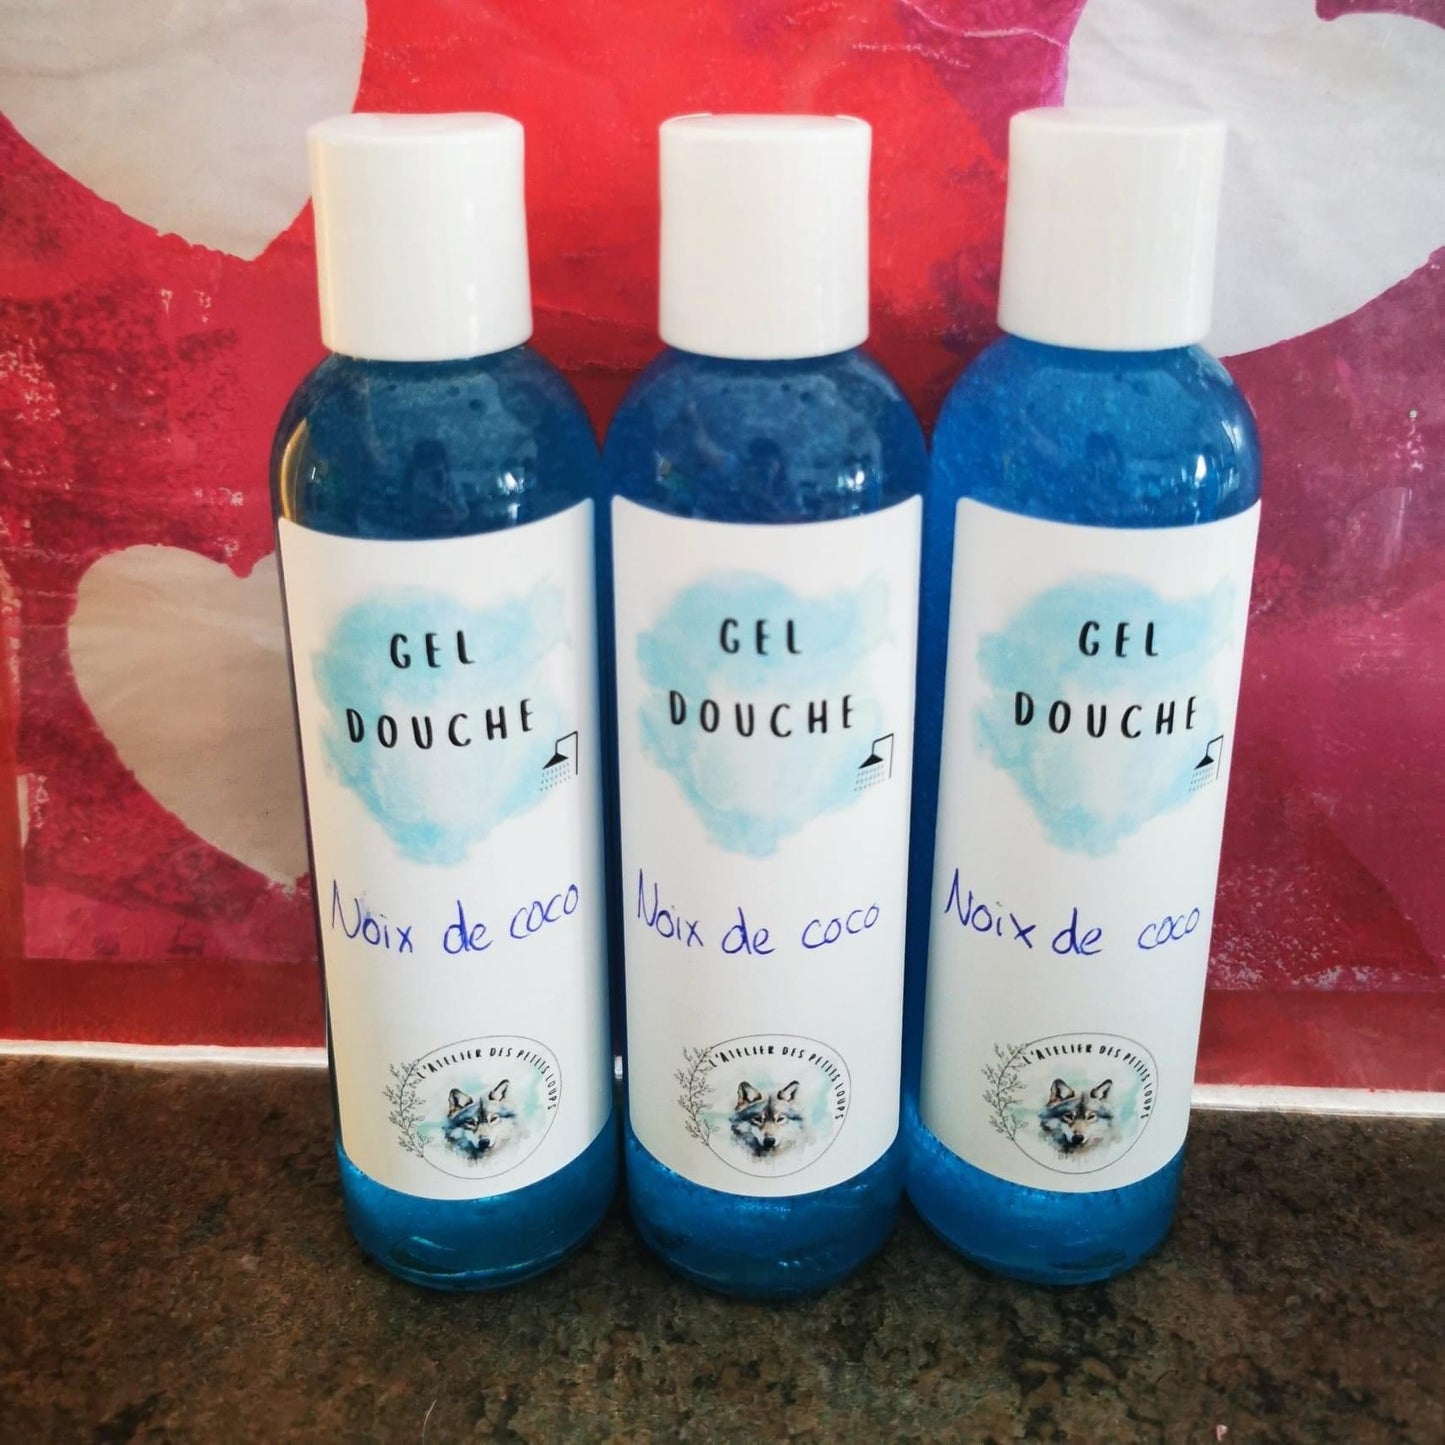 GEL
DOUCHE
Noix de coco
L'ATELIER DES PETITS LOUPS
GEL
DOUCHE
Noix de coco
L'ATELIER DES PETITS LOUPS
GEL
DOUCHE
Noix de coco
L'ATELIER DES PETITS LOUPS